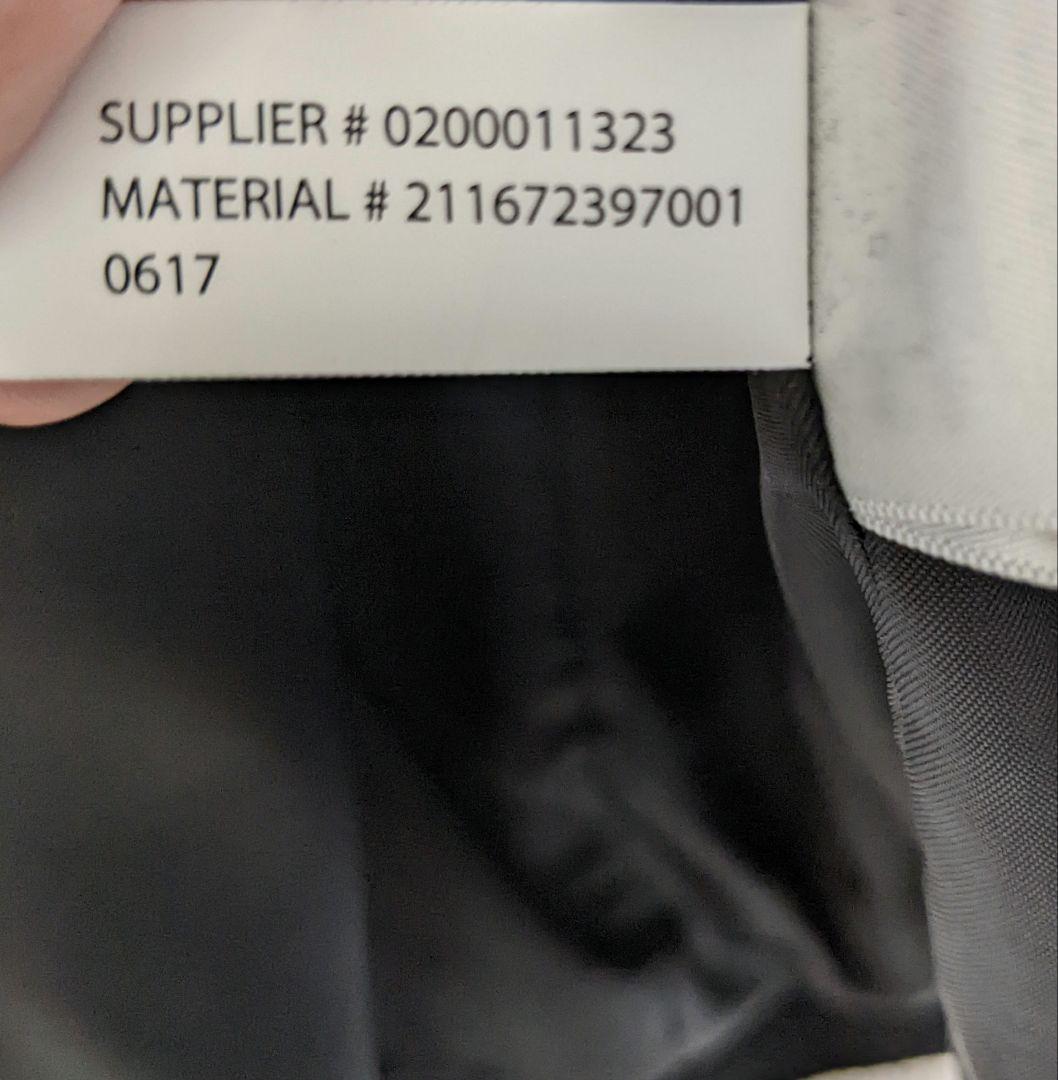 SUPPLIER # 0200011323
MATERIAL # 211672397001
0617